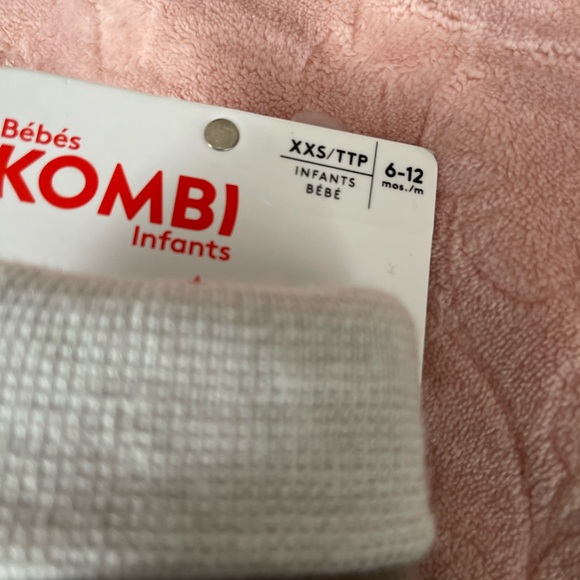 Bébés
KOMBI
Infants
XXS/TTP
INFANTS
BÉBÉ
6-12
mos./m